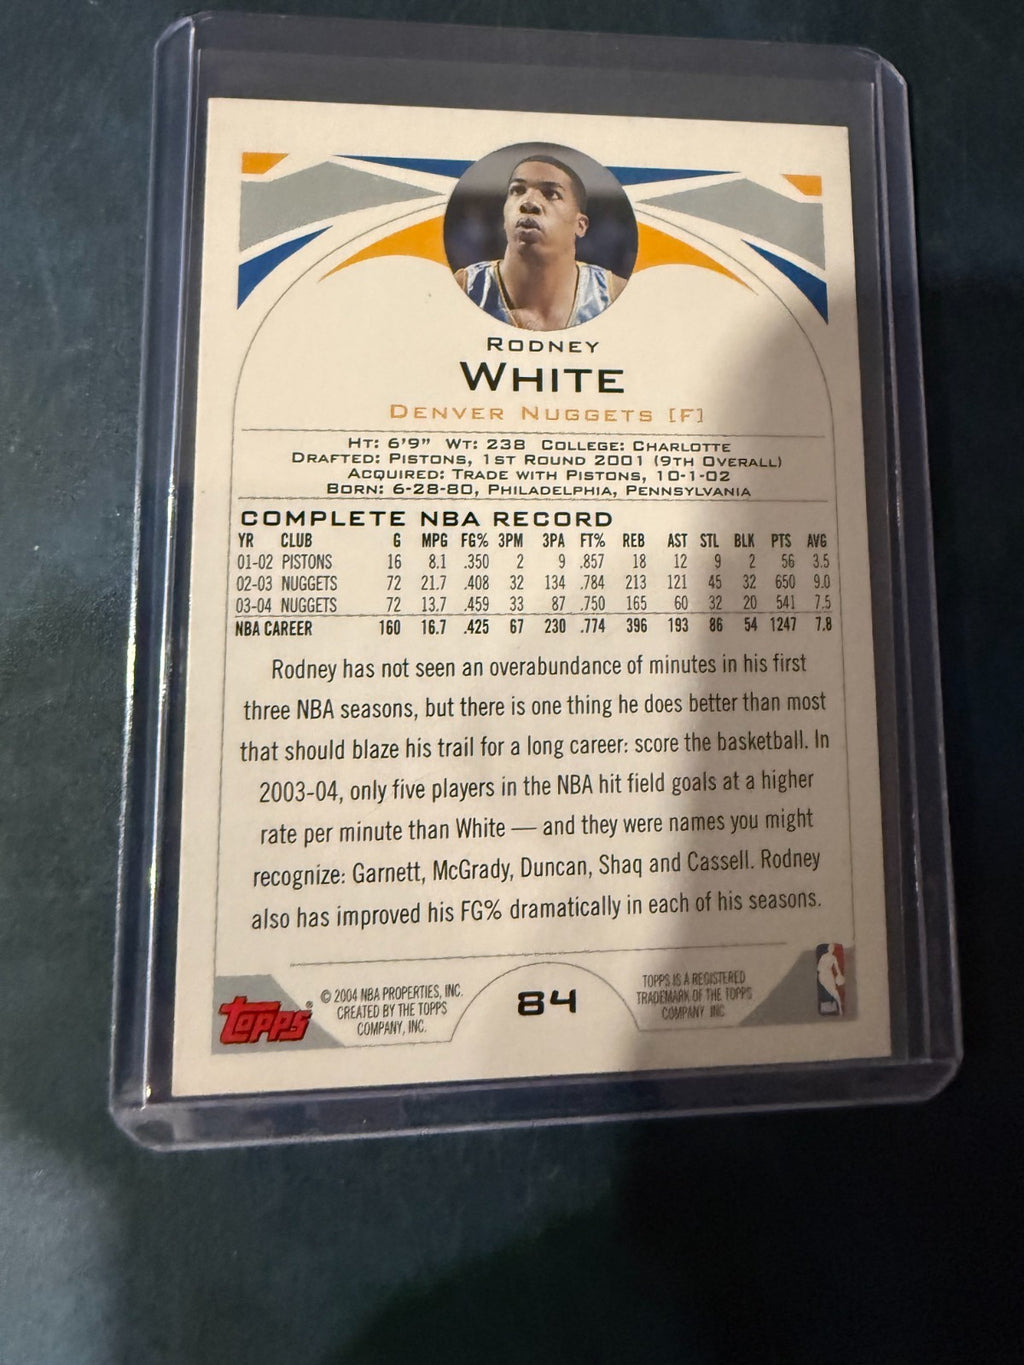 RODNEY
WHITE
DENVER NUGGETS [F]
HT: 6'9" WT: 238 COLLEGE: CHARLOTTE
DRAFTED: PISTONS, 1ST ROUND 2001 (9TH OVERALL)
ACQUIRED: TRADE WITH PISTONS, 10-1-02
BORN: 6-28-80, PHILADELPHIA, PENNSYLVANIA
COMPLETE NBA RECORD
YR CLUB G MPG FG% 3PM 3PA FT% REB AST STL BLK PTS AVG
01-02 PISTONS 16 8.1 .350 2 9 .857 18 12 9 2 56 3.5
02-03 NUGGETS 72 21.7 .408 32 134 .784 213 121 45 32 650 9.0
03-04 NUGGETS 72 13.7 .459 33 87 .750 165 60 32 20 541 7.5
NBA CAREER 160 16.7 .425 67 230 .774 396 193 86 54 1247 7.8
Rodney has not seen an overabundance of minutes in his first
three NBA seasons, but there is one thing he does better than most
that should blaze his trail for a long career: score the basketball. In
2003-04, only five players in the NBA hit field goals at a higher
rate per minute than White — and they were names you might
recognize: Garnett, McGrady, Duncan, Shaq and Cassell. Rodney
also has improved his FG% dramatically in each of his seasons.
Topps®
© 2004 NBA PROPERTIES, INC.
CREATED BY THE TOPPS
COMPANY, INC.
84
TOPPS IS A REGISTERED
TRADEMARK OF THE TOPPS
COMPANY INC
NBA